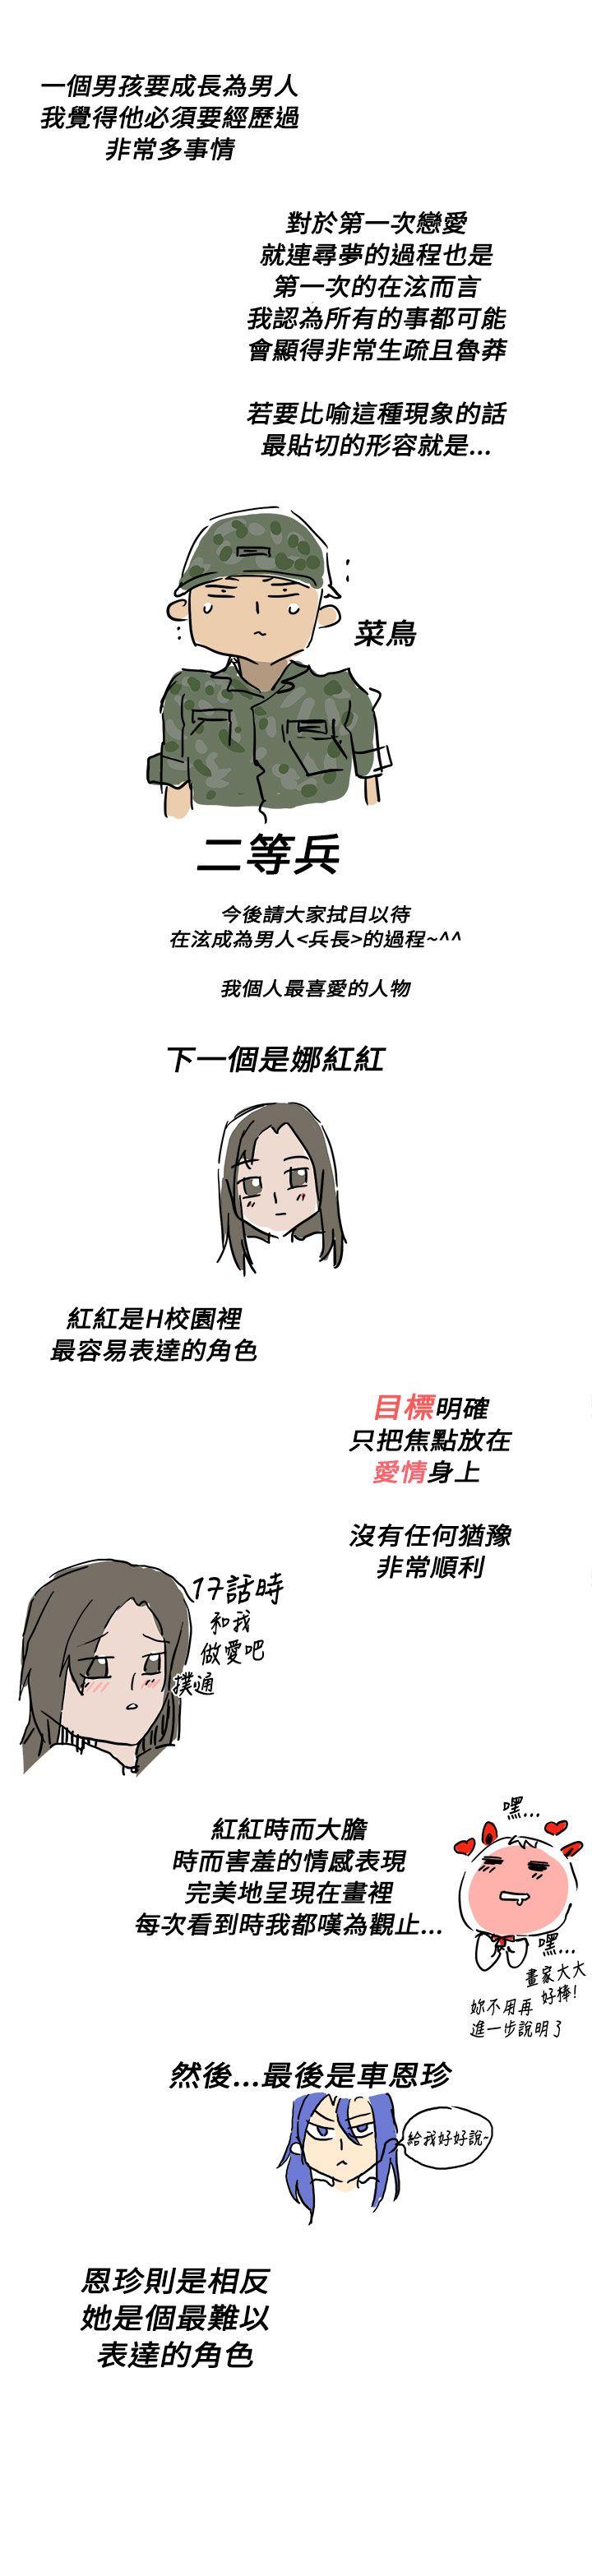 一個男孩要成長為男人
我覺得他必須要經歷過
非常多事情
對於第一次戀愛
就連尋夢的過程也是
第一次的在泫而言
我認為所有的事都可能
會顯得非常生疏且魯莽
若要比喻這種現象的話
最貼切的形容就是...
菜鳥
二等兵
今後請大家拭目以待
在泫成為男人<兵長>的過程~^^
我個人最喜愛的人物
下一個是娜紅紅
紅紅是H校園裡
最容易表達的角色
目標明確
只把焦點放在
愛情身上
沒有任何猶豫
非常順利
17話時
和我
做愛吧
撲通
嘿...
紅紅時而大膽
時而害羞的情感表現
完美地呈現在畫裡
每次看到時我都嘆為觀止...
嘿...
畫家大大
好棒!
妳不用再
進一步說明了
然後...最後是車恩珍
給我好好說~
恩珍則是相反
她是個最難以
表達的角色